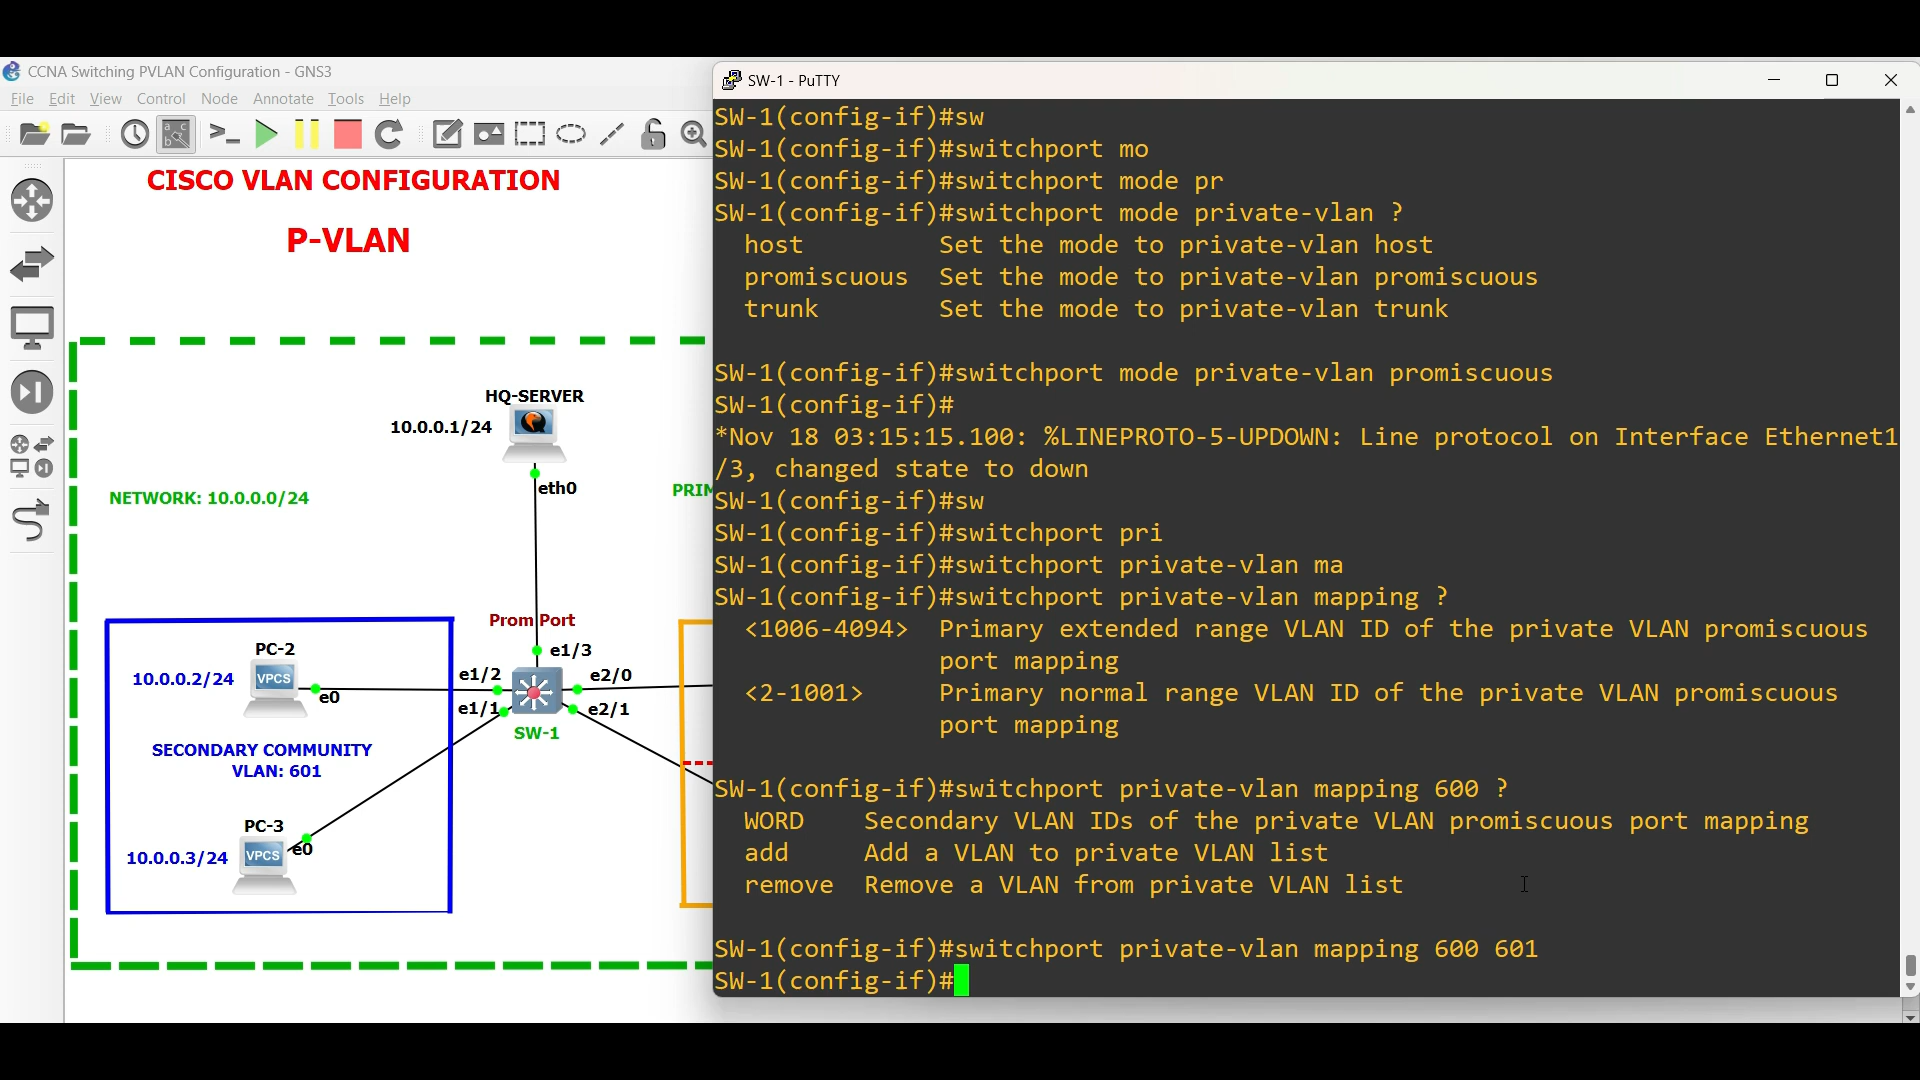 CCNA Switching PVLAN Configuration - GNS3
File Edit View Control Node Annotate Tools Help
CISCO VLAN CONFIGURATION
P-VLAN
HQ-SERVER
10.0.0.1/24
eth0
NETWORK: 10.0.0.0/24
PRIM
Prom Port
e1/3
PC-2
10.0.0.2/24
VPCS
e0
e1/2
e2/0
e1/1
e2/1
SW-1
SECONDARY COMMUNITY
VLAN: 601
PC-3
10.0.0.3/24
VPCS
e0
SW-1 - PuTTY
SW-1(config-if)#sw
SW-1(config-if)#switchport mo
SW-1(config-if)#switchport mode pr
SW-1(config-if)#switchport mode private-vlan ?
host         Set the mode to private-vlan host
promiscuous  Set the mode to private-vlan promiscuous
trunk        Set the mode to private-vlan trunk
SW-1(config-if)#switchport mode private-vlan promiscuous
SW-1(config-if)#
*Nov 18 03:15:15.100: %LINEPROTO-5-UPDOWN: Line protocol on Interface Ethernet1
/3, changed state to down
SW-1(config-if)#sw
SW-1(config-if)#switchport pri
SW-1(config-if)#switchport private-vlan ma
SW-1(config-if)#switchport private-vlan mapping ?
<1006-4094>  Primary extended range VLAN ID of the private VLAN promiscuous
port mapping
<2-1001>     Primary normal range VLAN ID of the private VLAN promiscuous
port mapping
SW-1(config-if)#switchport private-vlan mapping 600 ?
WORD    Secondary VLAN IDs of the private VLAN promiscuous port mapping
add     Add a VLAN to private VLAN list
remove  Remove a VLAN from private VLAN list
SW-1(config-if)#switchport private-vlan mapping 600 601
SW-1(config-if)#